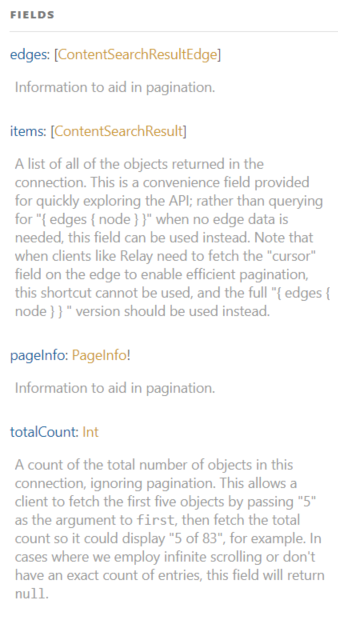 FIELDS
edges: [ContentSearchResultEdge]
Information to aid in pagination.
items: [ContentSearchResult]
A list of all of the objects returned in the
connection. This is a convenience field provided
for quickly exploring the API; rather than querying
for "{ edges { node } }" when no edge data is
needed, this field can be used instead. Note that
when clients like Relay need to fetch the "cursor"
field on the edge to enable efficient pagination,
this shortcut cannot be used, and the full "{ edges {
node } } " version should be used instead.
pageInfo: PageInfo!
Information to aid in pagination.
totalCount: Int
A count of the total number of objects in this
connection, ignoring pagination. This allows a
client to fetch the first five objects by passing "5"
as the argument to first, then fetch the total
count so it could display "5 of 83", for example. In
cases where we employ infinite scrolling or don't
have an exact count of entries, this field will return
null.